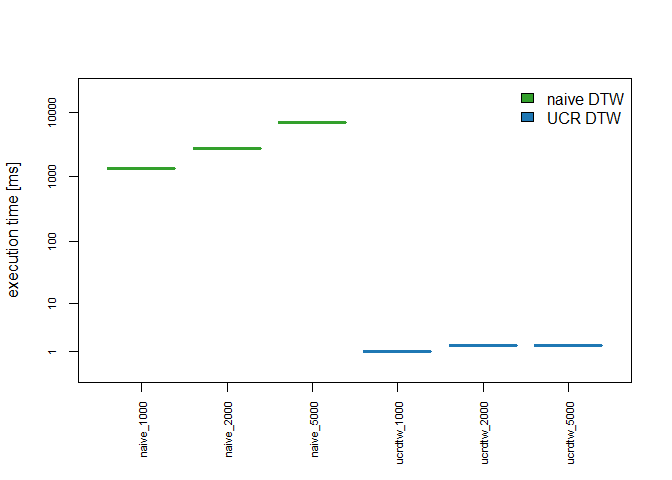 naive DTW
UCR DTW
execution time [ms]
10000
1000
100
10
1
naive_1000
naive_2000
naive_5000
ucrdtw_1000
ucrdtw_2000
ucrdtw_5000